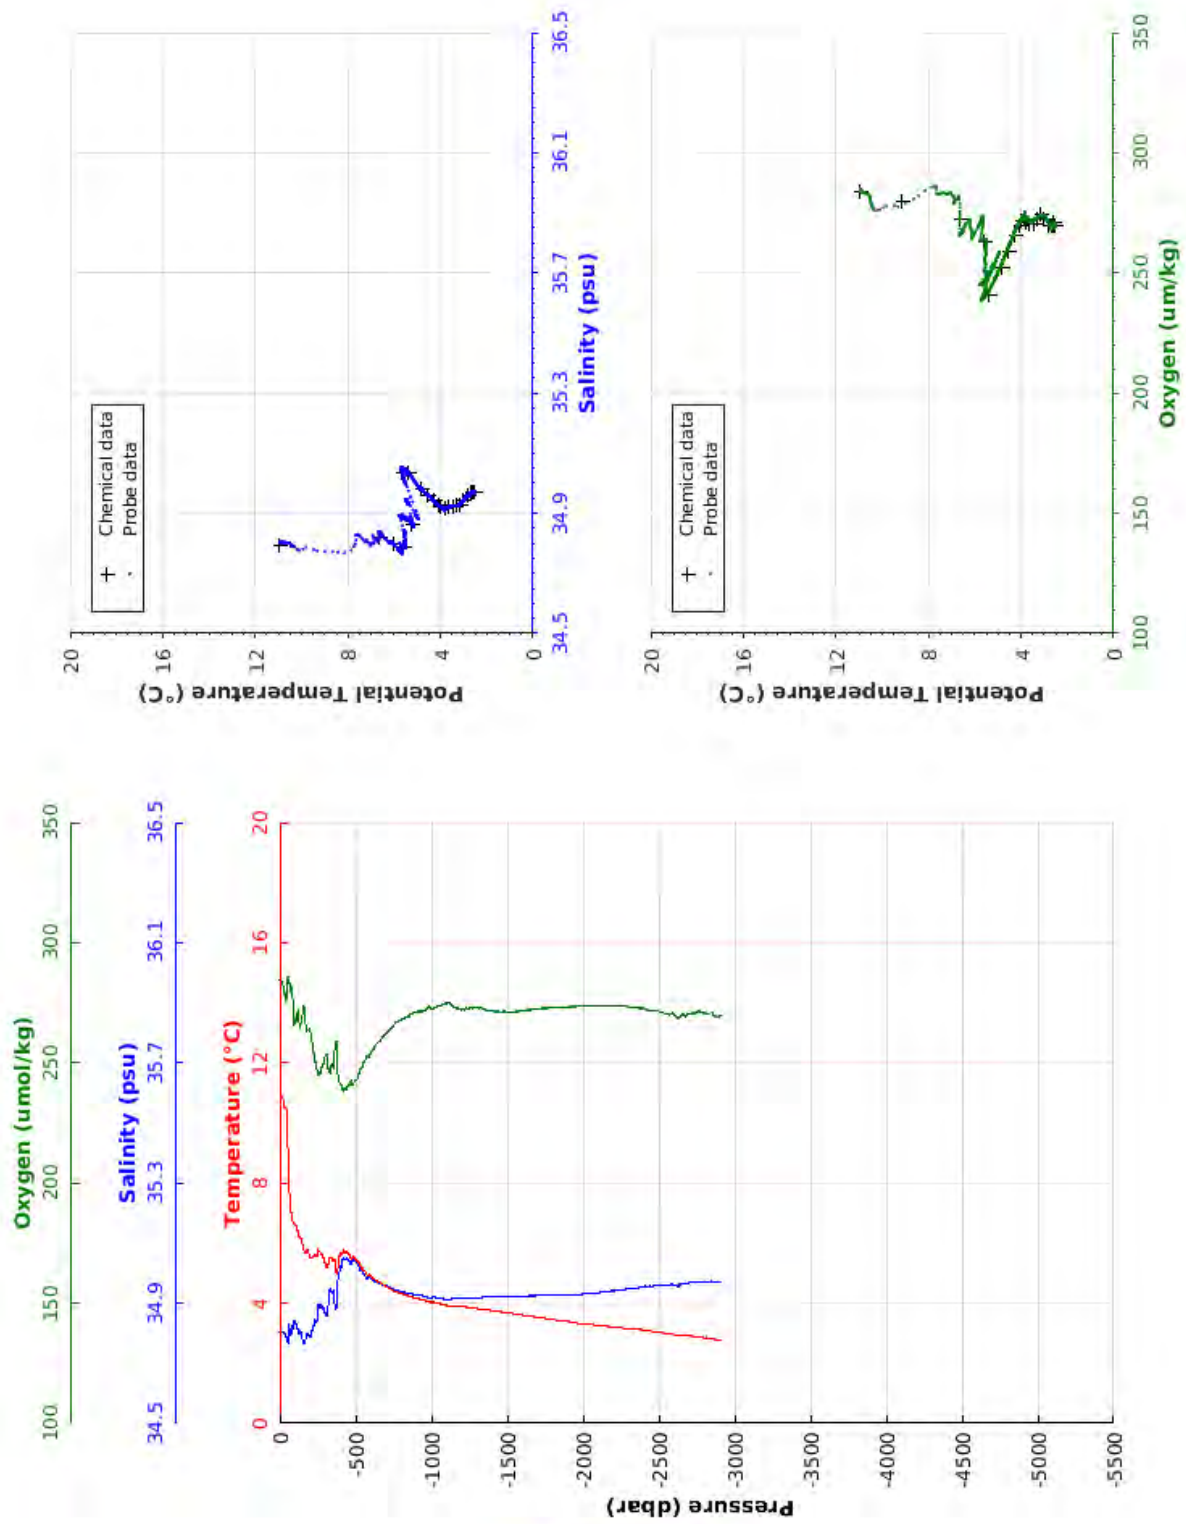 Oxygen (umol/kg)
100 150 200 250 300 350
Salinity (psu)
34.5 34.9 35.3 35.7 36.1 36.5
Temperature (°C)
0 4 8 12 16 20
Pressure (dbar)
0
-500
-1000
-1500
-2000
-2500
-3000
-3500
-4000
-4500
-5000
-5500
Potential Temperature (°C)
20
16
12
8
4
0
+ Chemical data
. Probe data
34.5 34.9 35.3 35.7 36.1 36.5
Salinity (psu)
Potential Temperature (°C)
20
16
12
8
4
0
+ Chemical data
. Probe data
100 150 200 250 300 350
Oxygen (um/kg)